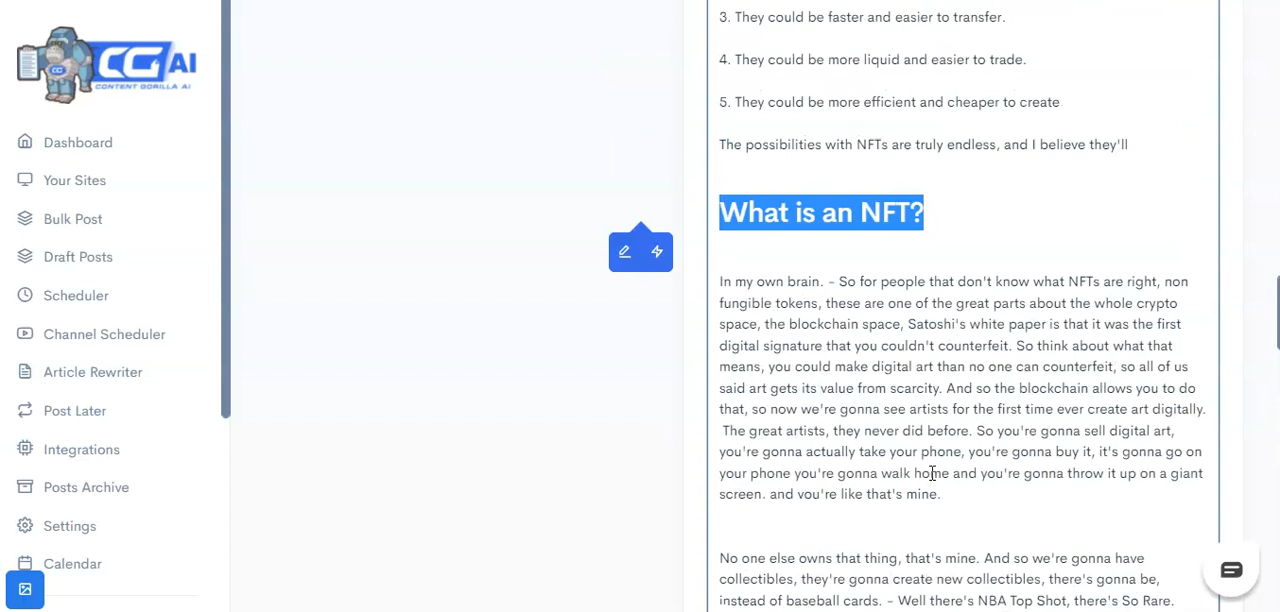 CG AI
CG
CONTENT GORILLA AI
Dashboard
Your Sites
Bulk Post
Draft Posts
Scheduler
Channel Scheduler
Article Rewriter
Post Later
Integrations
Posts Archive
Settings
Calendar
3. They could be faster and easier to transfer.
4. They could be more liquid and easier to trade.
5. They could be more efficient and cheaper to create
The possibilities with NFTs are truly endless, and I believe they'll
What is an NFT?
In my own brain. - So for people that don't know what NFTs are right, non
fungible tokens, these are one of the great parts about the whole crypto
space, the blockchain space, Satoshi's white paper is that it was the first
digital signature that you couldn't counterfeit. So think about what that
means, you could make digital art than no one can counterfeit, so all of us
said art gets its value from scarcity. And so the blockchain allows you to do
that, so now we're gonna see artists for the first time ever create art digitally.
The great artists, they never did before. So you're gonna sell digital art,
you're gonna actually take your phone, you're gonna buy it, it's gonna go on
your phone you're gonna walk home and you're gonna throw it up on a giant
screen. and you're like that's mine.
No one else owns that thing, that's mine. And so we're gonna have
collectibles, they're gonna create new collectibles, there's gonna be,
instead of baseball cards. - Well there's NBA Top Shot, there's So Rare.